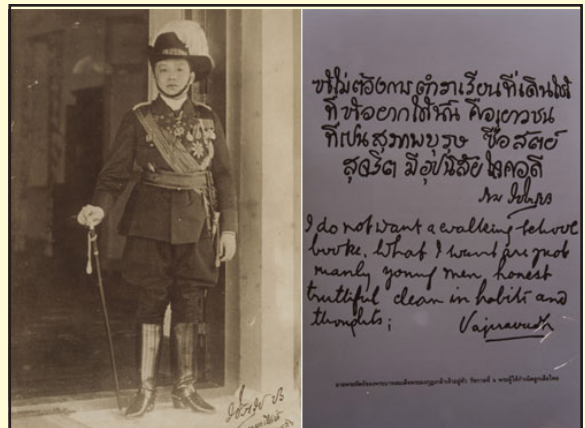 ข้าไม่ต้องการตำราเรียนที่เดินได้
ที่ข้าอยากได้นั้น คือเยาวชน
ที่เป็นสุภาพบุรุษ ซื่อสัตย์
สุจริต มีอุปนิสัยใจคอดี
I do not want a walking school
books. What I want are just
manly young men, honest
truthful clean in habits and
thoughts;
Vajiravudh